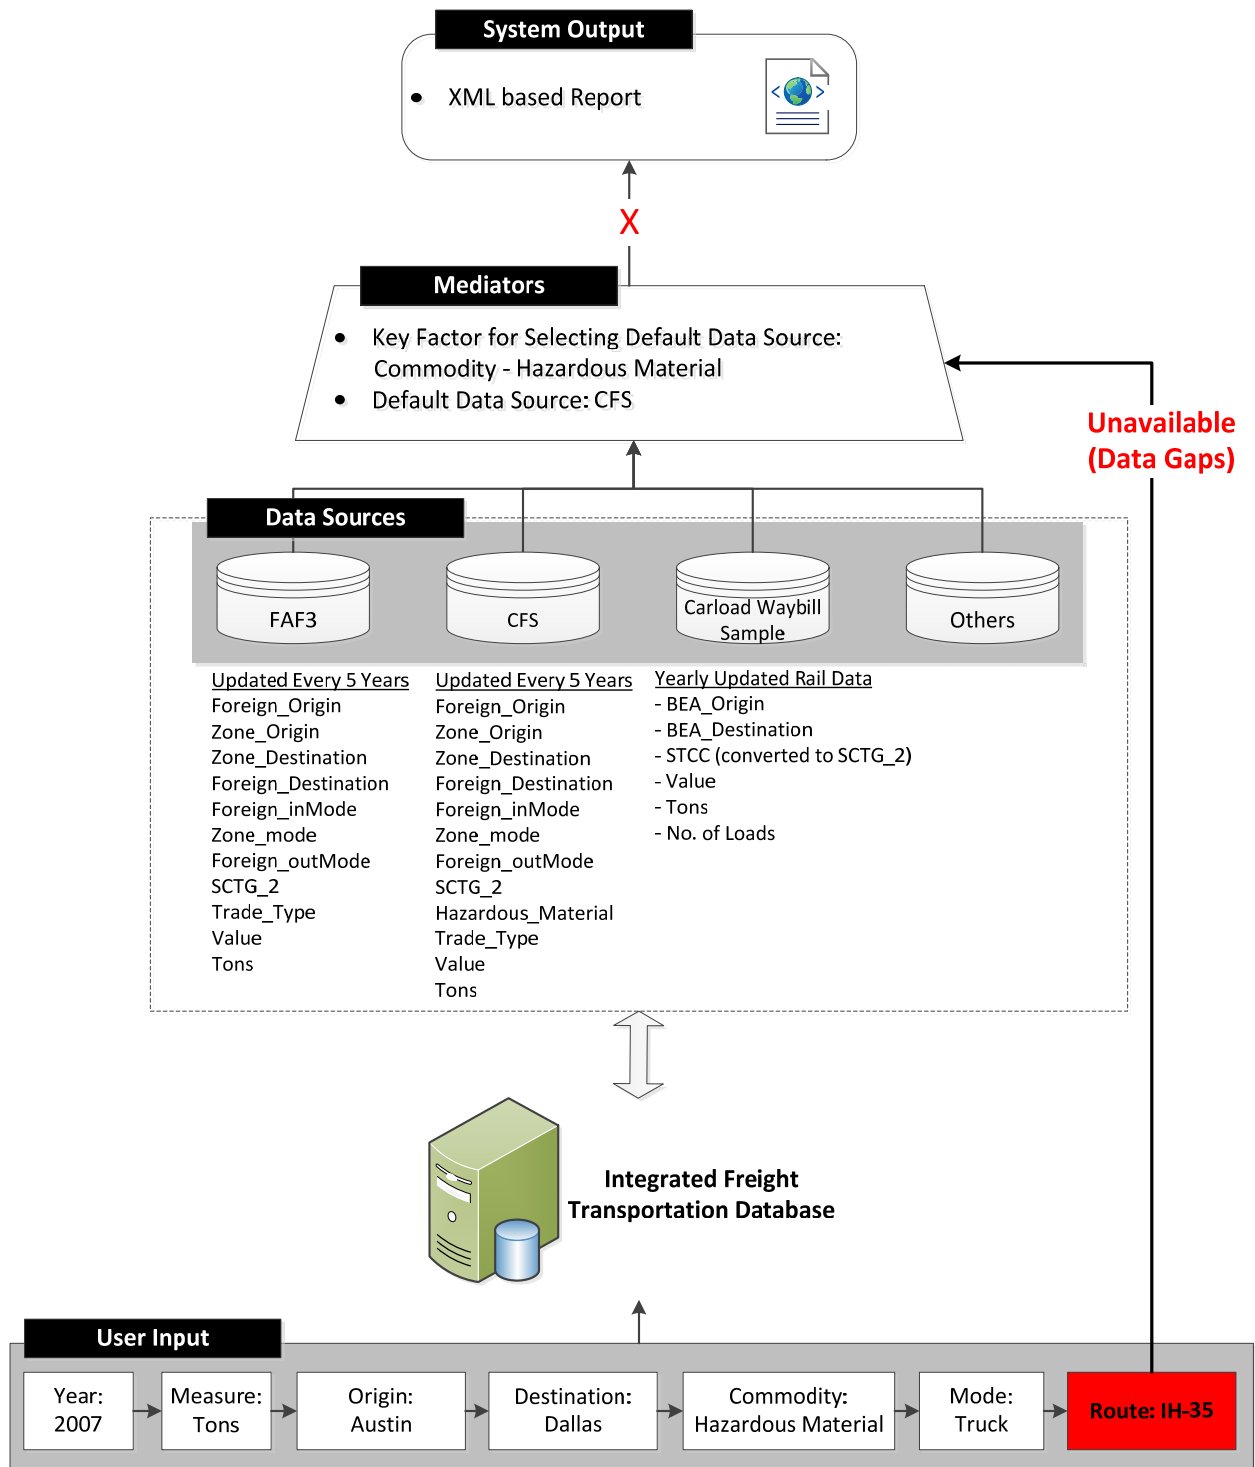 System Output
• XML based Report
X
Mediators
• Key Factor for Selecting Default Data Source:
Commodity - Hazardous Material
• Default Data Source: CFS
Unavailable
(Data Gaps)
Data Sources
FAF3
CFS
Carload Waybill
Sample
Others
Updated Every 5 Years
Foreign_Origin
Zone_Origin
Zone_Destination
Foreign_Destination
Foreign_inMode
Zone_mode
Foreign_outMode
SCTG_2
Trade_Type
Value
Tons
Updated Every 5 Years
Foreign_Origin
Zone_Origin
Zone_Destination
Foreign_Destination
Foreign_inMode
Zone_mode
Foreign_outMode
SCTG_2
Hazardous_Material
Trade_Type
Value
Tons
Yearly Updated Rail Data
- BEA_Origin
- BEA_Destination
- STCC (converted to SCTG_2)
- Value
- Tons
- No. of Loads
Integrated Freight
Transportation Database
User Input
Year:
2007
Measure:
Tons
Origin:
Austin
Destination:
Dallas
Commodity:
Hazardous Material
Mode:
Truck
Route: IH-35